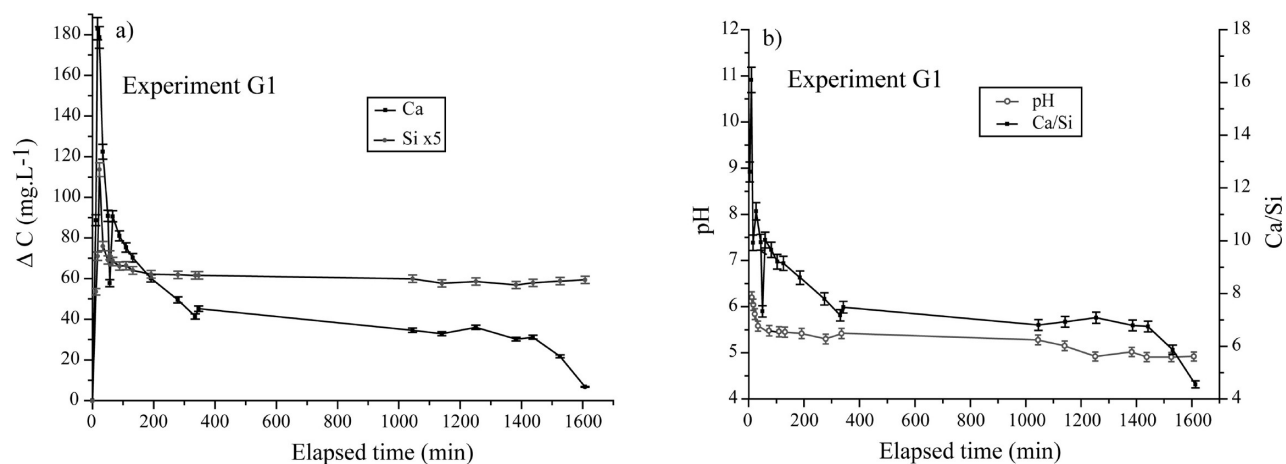 a)
Experiment G1
Ca
Si x5
Δ C (mg.L-1)
180
160
140
120
100
80
60
40
20
0
0 200 400 600 800 1000 1200 1400 1600
Elapsed time (min)
b)
Experiment G1
pH
Ca/Si
pH
12
11
10
9
8
7
6
5
4
18
16
14
12
10
8
6
4
Ca/Si
0 200 400 600 800 1000 1200 1400 1600
Elapsed time (min)